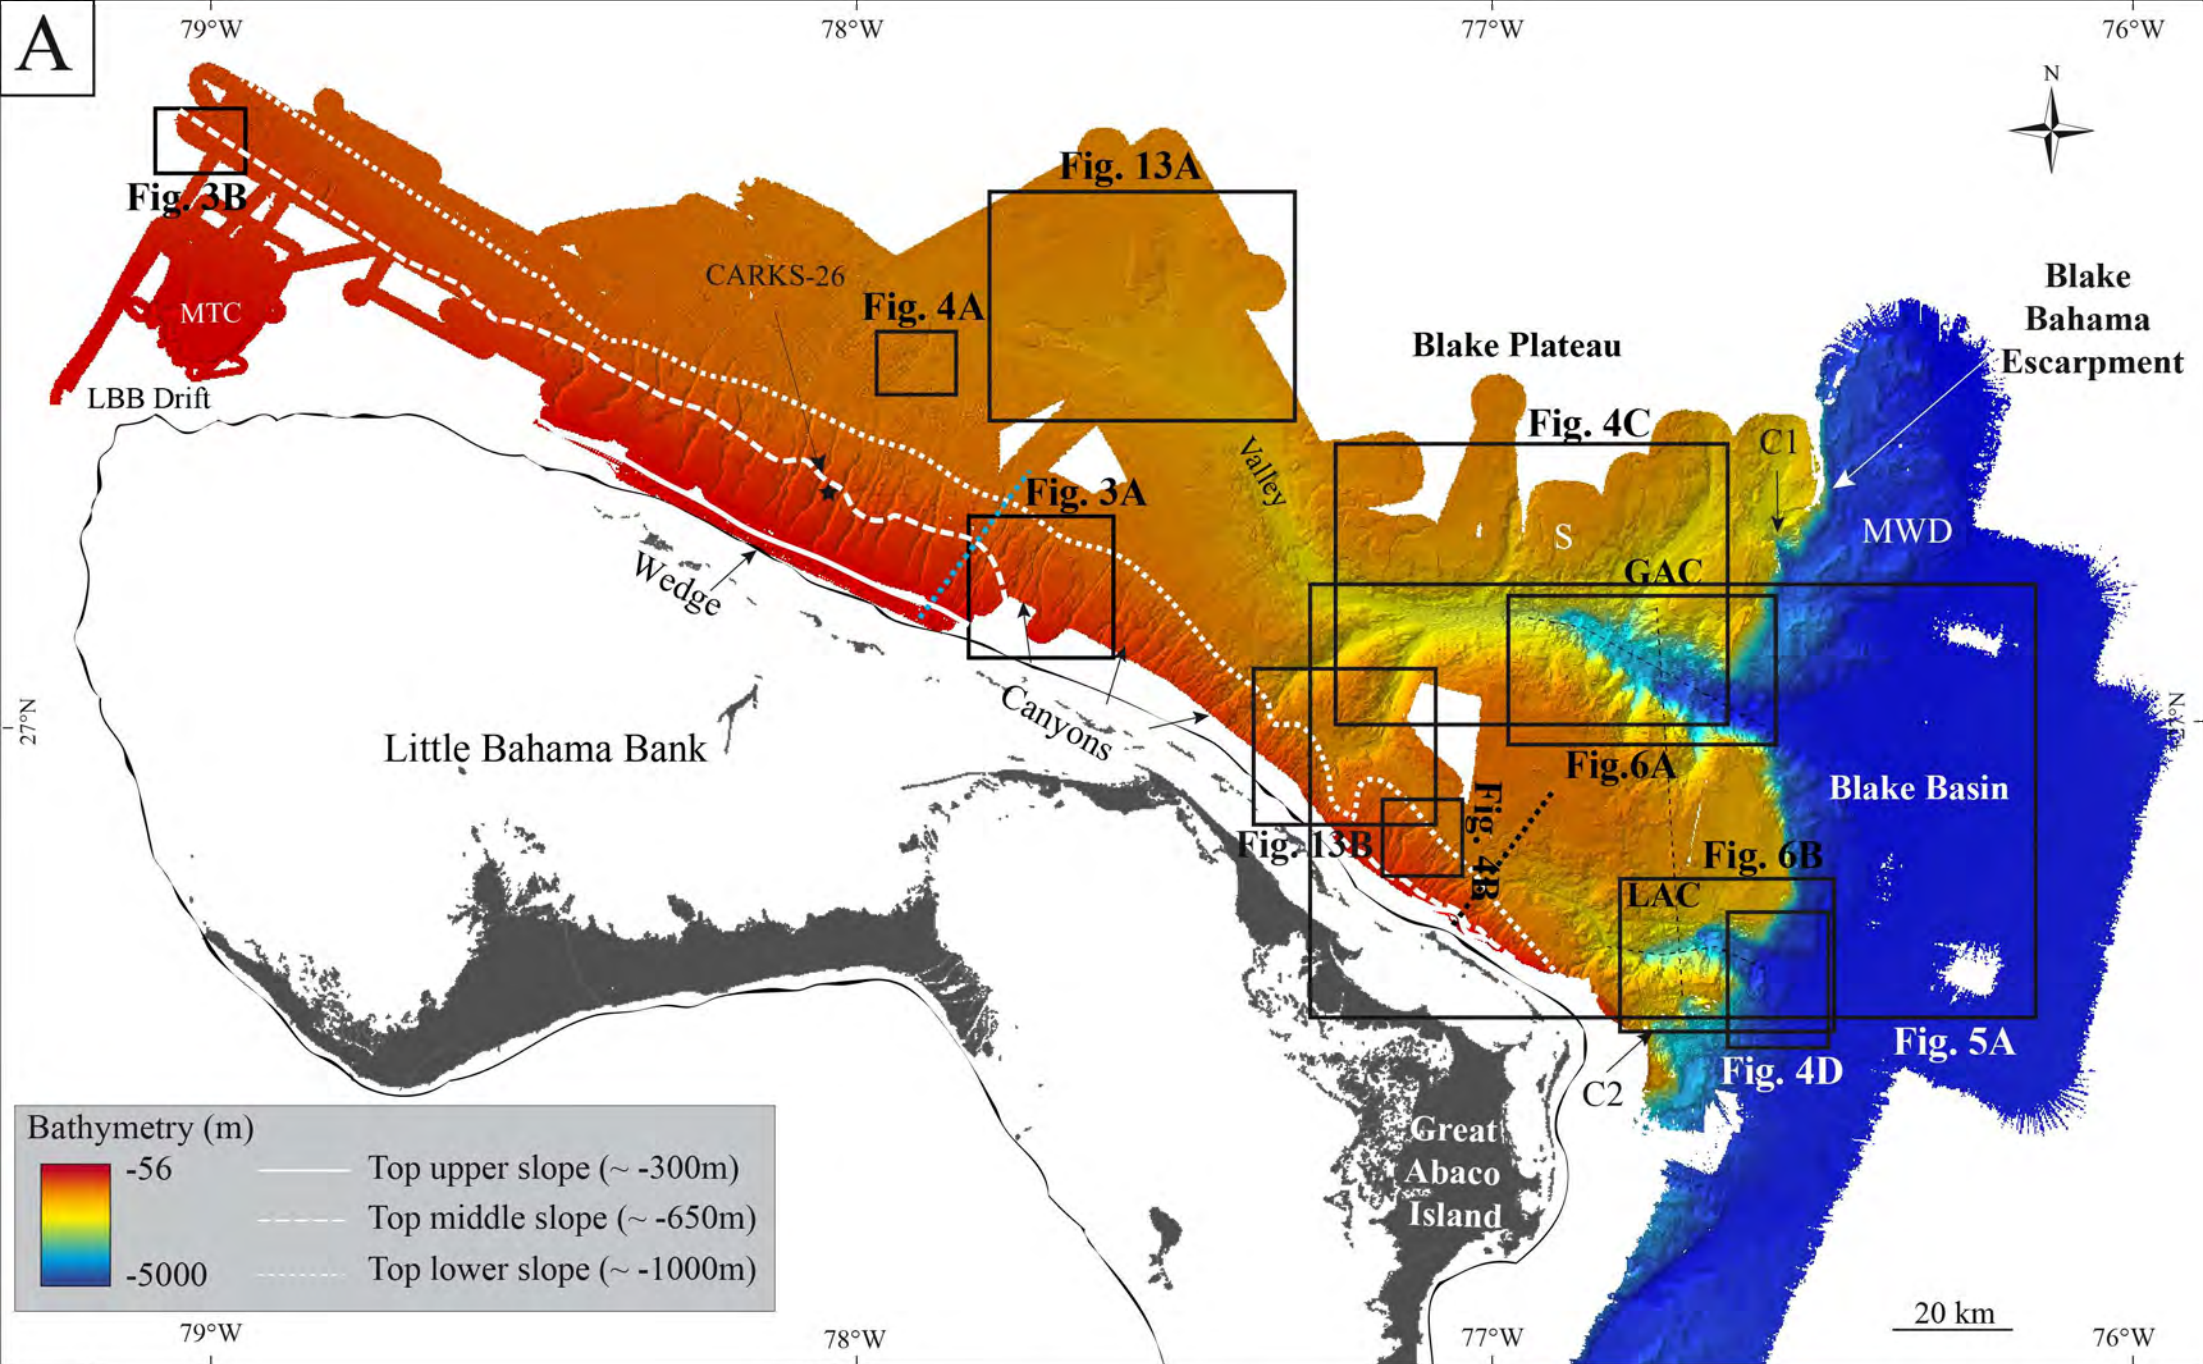 A
79°W
78°W
77°W
76°W
N
Fig. 3B
Fig. 13A
CARKS-26
Fig. 4A
MTC
LBB Drift
Blake Plateau
Blake
Bahama
Escarpment
Fig. 4C
C1
Valley
Fig. 3A
S
MWD
GAC
Wedge
Canyons
27°N
Little Bahama Bank
Fig.6A
Blake Basin
Fig. 4B
Fig. 13B
Fig. 6B
LAC
Fig. 5A
Fig. 4D
C2
Great
Abaco
Island
Bathymetry (m)
-56
-5000
Top upper slope (~ -300m)
Top middle slope (~ -650m)
Top lower slope (~ -1000m)
20 km
79°W
78°W
77°W
76°W